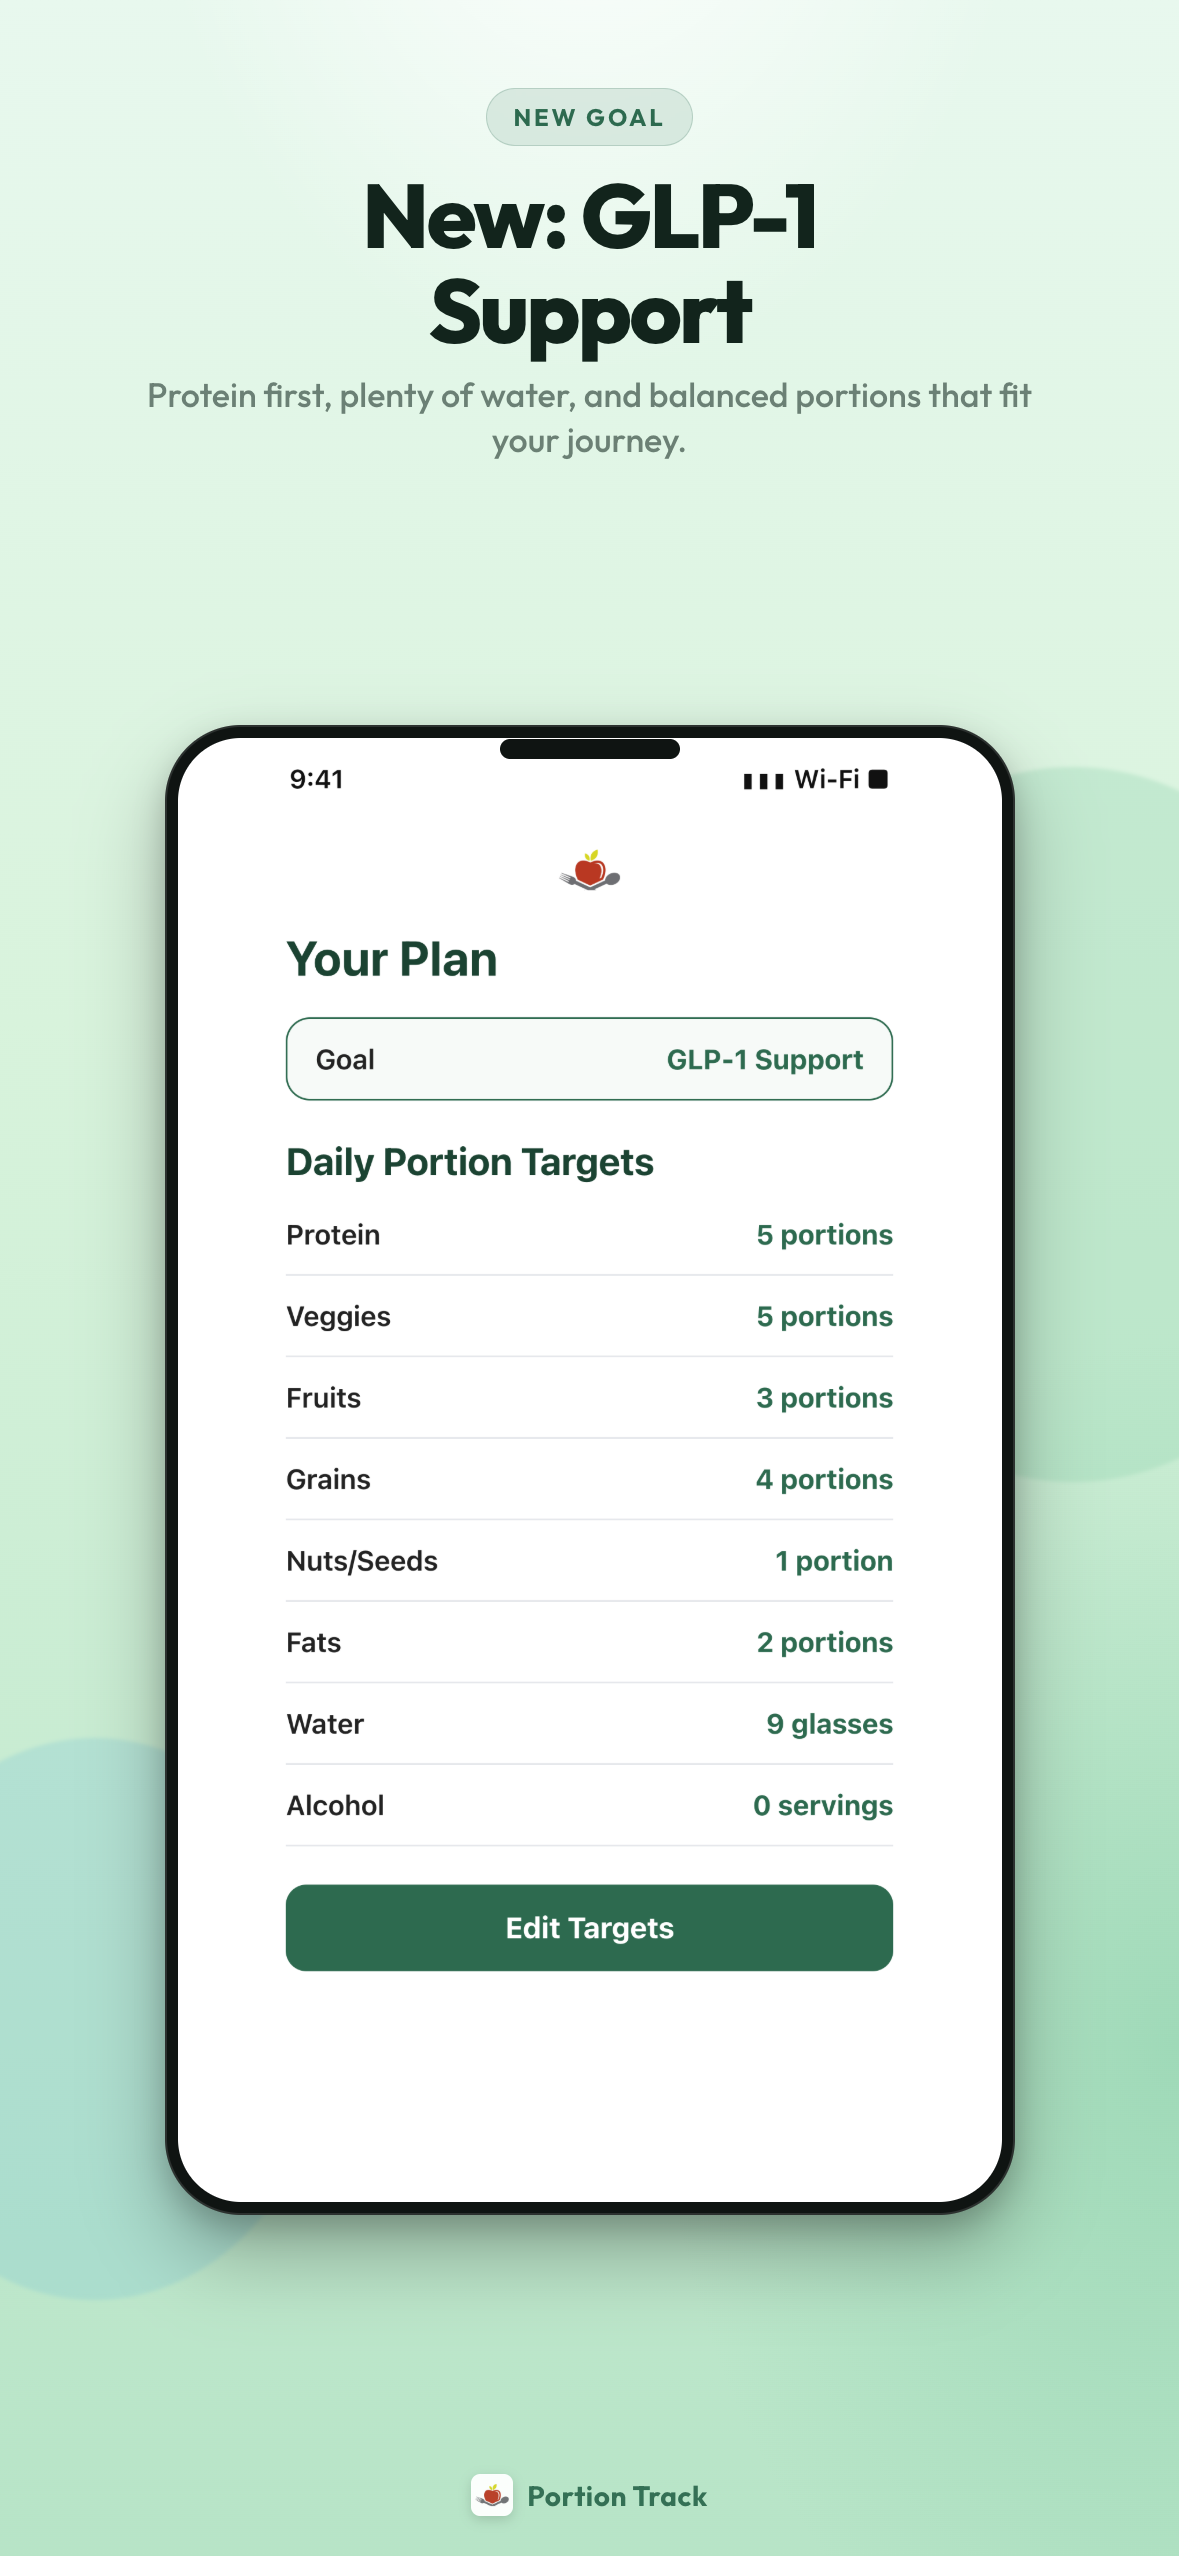 NEW GOAL
New: GLP-1
Support
Protein first, plenty of water, and balanced portions that fit
your journey.
9:41
Wi-Fi
Your Plan
Goal GLP-1 Support
Daily Portion Targets
Protein 5 portions
Veggies 5 portions
Fruits 3 portions
Grains 4 portions
Nuts/Seeds 1 portion
Fats 2 portions
Water 9 glasses
Alcohol 0 servings
Edit Targets
Portion Track